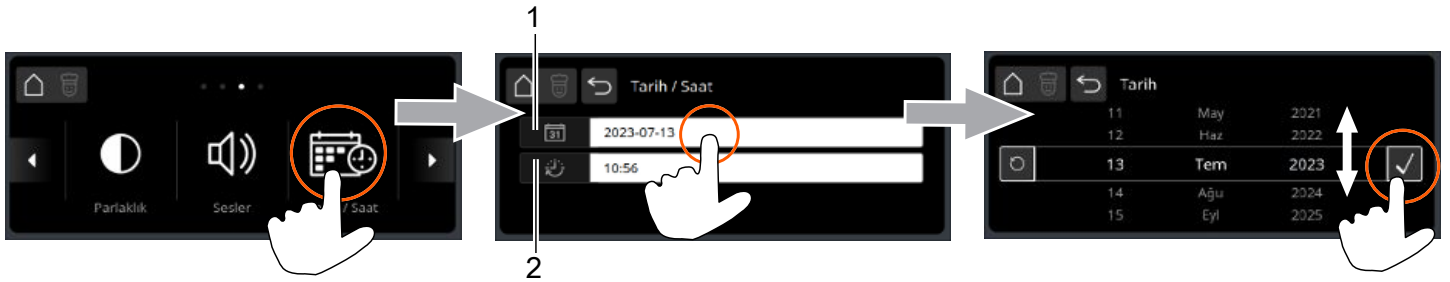 1
Parlaklık
Sesler
/ Saat
Tarih / Saat
31
2023-07-13
10:56
2
Tarih
11 May 2021
12 Haz 2022
13 Tem 2023
14 Ağu 2024
15 Eyl 2025